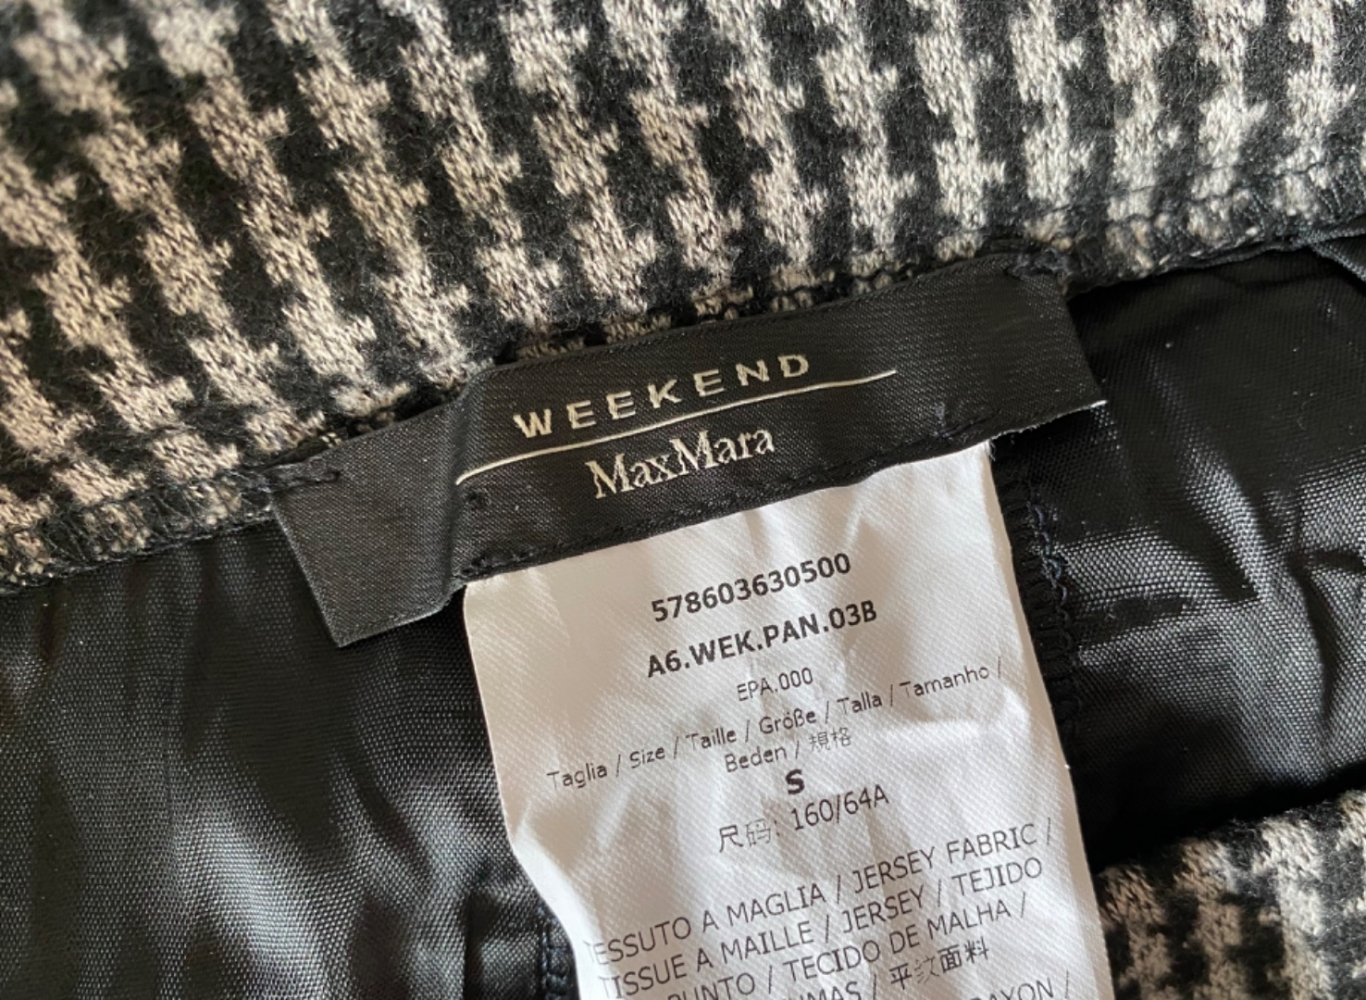 WEEKEND
MaxMara
578603630500
A6.WEK.PAN.03B
EPA.000
Taglia / Size / Taille / Größe / Talla / Tamanho /
Beden / 規格
S
尺码: 160/64A
ESSUTO A MAGLIA / JERSEY FABRIC /
TISSUE A MAILLE / JERSEY / TEJIDO
PUNTO / TECIDO DE MALHA /
/ 平纹面料